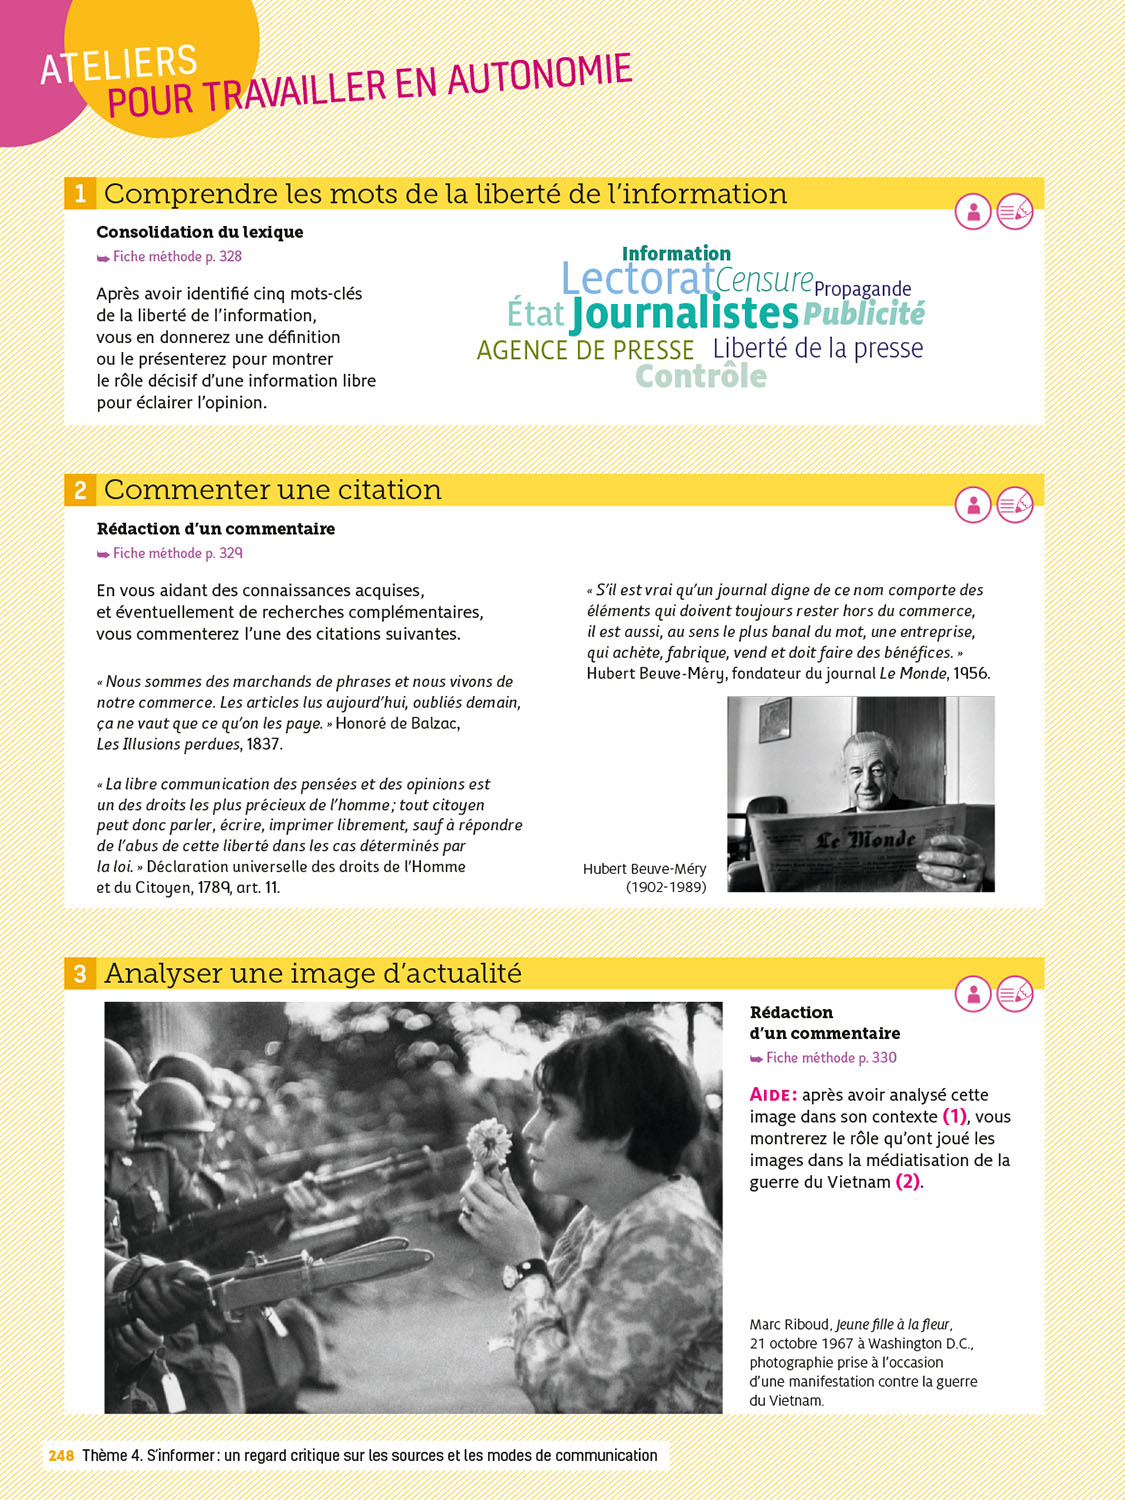 ATELIERS
POUR TRAVAILLER EN AUTONOMIE
1 Comprendre les mots de la liberté de l'information
Consolidation du lexique
➥ Fiche méthode p. 328
Après avoir identifié cinq mots-clés
de la liberté de l'information,
vous en donnerez une définition
ou le présenterez pour montrer
le rôle décisif d'une information libre
pour éclairer l'opinion.
Information
Lectorat Censure Propagande
État Journalistes Publicité
AGENCE DE PRESSE Liberté de la presse
Contrôle
2 Commenter une citation
Rédaction d'un commentaire
➥ Fiche méthode p. 329
En vous aidant des connaissances acquises,
et éventuellement de recherches complémentaires,
vous commenterez l'une des citations suivantes.
« Nous sommes des marchands de phrases et nous vivons de
notre commerce. Les articles lus aujourd'hui, oubliés demain,
ça ne vaut que ce qu'on les paye. » Honoré de Balzac,
Les Illusions perdues, 1837.
« La libre communication des pensées et des opinions est
un des droits les plus précieux de l'homme ; tout citoyen
peut donc parler, écrire, imprimer librement, sauf à répondre
de l'abus de cette liberté dans les cas déterminés par
la loi. » Déclaration universelle des droits de l'Homme
et du Citoyen, 1789, art. 11.
« S'il est vrai qu'un journal digne de ce nom comporte des
éléments qui doivent toujours rester hors du commerce,
il est aussi, au sens le plus banal du mot, une entreprise,
qui achète, fabrique, vend et doit faire des bénéfices. »
Hubert Beuve-Méry, fondateur du journal Le Monde, 1956.
Le Monde
Hubert Beuve-Méry
(1902-1989)
3 Analyser une image d'actualité
Rédaction
d'un commentaire
➥ Fiche méthode p. 330
AIDE : après avoir analysé cette
image dans son contexte (1), vous
montrerez le rôle qu'ont joué les
images dans la médiatisation de la
guerre du Vietnam (2).
Marc Riboud, Jeune fille à la fleur,
21 octobre 1967 à Washington D.C.,
photographie prise à l'occasion
d'une manifestation contre la guerre
du Vietnam.
248 Thème 4. S'informer : un regard critique sur les sources et les modes de communication